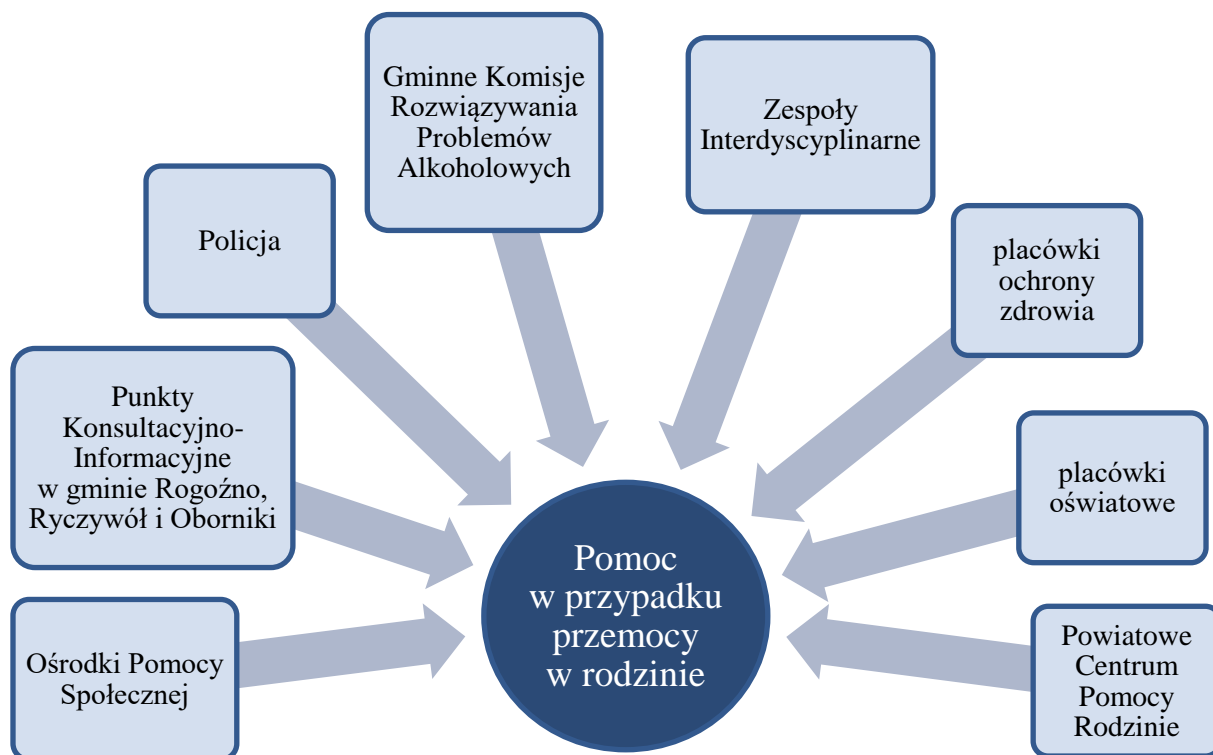 Gminne Komisje
Rozwiązywania
Problemów
Alkoholowych
Zespoły
Interdyscyplinarne
Policja
placówki
ochrony
zdrowia
Punkty
Konsultacyjno-
Informacyjne
w gminie Rogoźno,
Ryczywół i Oborniki
placówki
oświatowe
Pomoc
w przypadku
przemocy
w rodzinie
Ośrodki Pomocy
Społecznej
Powiatowe
Centrum
Pomocy
Rodzinie